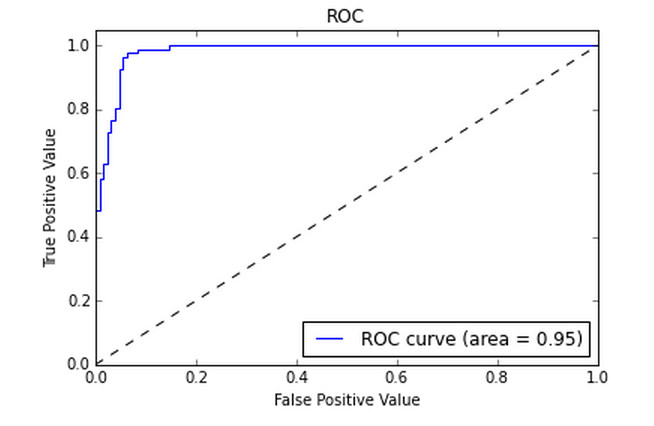 ROC
1.0
0.8
0.6
0.4
0.2
0.0
True Positive Value
ROC curve (area = 0.95)
0.0 0.2 0.4 0.6 0.8 1.0
False Positive Value